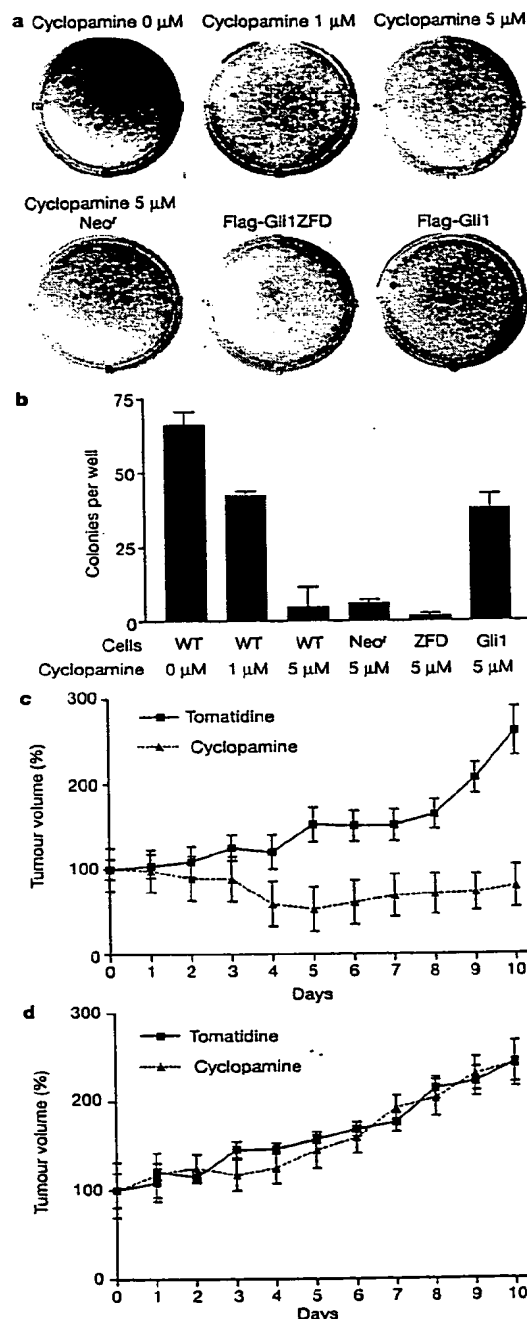 a Cyclopamine 0 µM Cyclopamine 1 µM Cyclopamine 5 µM
Cyclopamine 5 µM
Neoʳ Flag-Gli1ZFD Flag-Gli1
b
75
50
25
0
Colonies per well
Cells WT WT WT Neoʳ ZFD Gli1
Cyclopamine 0 µM 1 µM 5 µM 5 µM 5 µM 5 µM
c
300
200
100
0
Tumour volume (%)
Tomatidine
Cyclopamine
0 1 2 3 4 5 6 7 8 9 10
Days
d
300
200
100
0
Tumour volume (%)
Tomatidine
Cyclopamine
0 1 2 3 4 5 6 7 8 9 10
Days